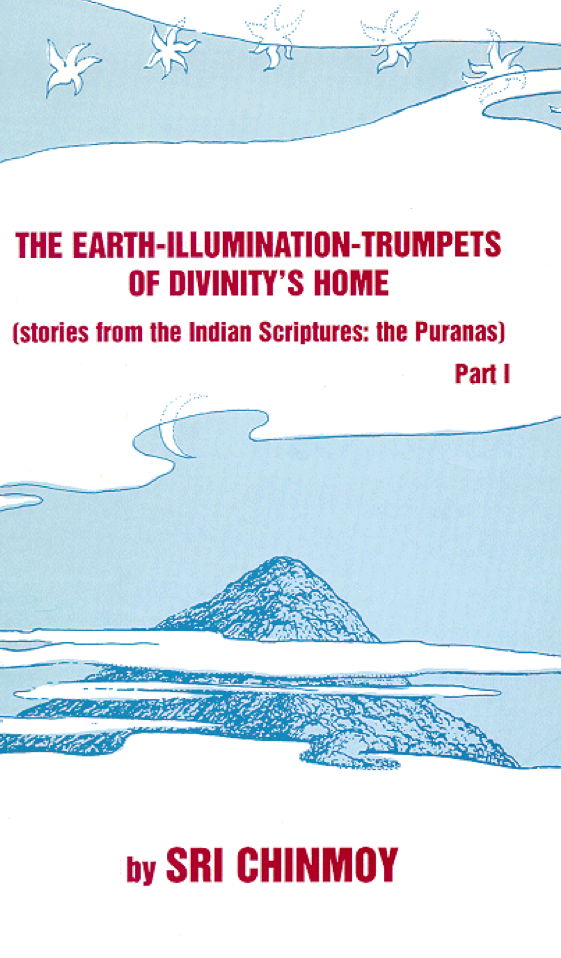 THE EARTH-ILLUMINATION-TRUMPETS
OF DIVINITY'S HOME
(stories from the Indian Scriptures: the Puranas)
Part I
by SRI CHINMOY